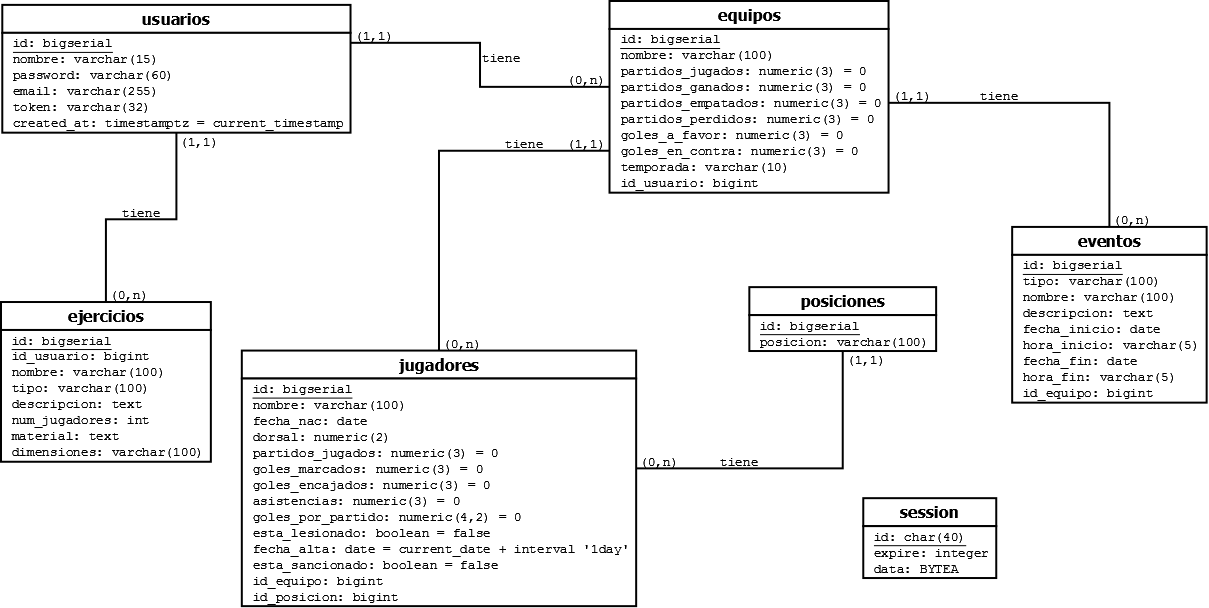 usuarios
id: bigserial
nombre: varchar(15)
password: varchar(60)
email: varchar(255)
token: varchar(32)
created_at: timestamptz = current_timestamp
(1,1)
tiene
(0,n)
equipos
id: bigserial
nombre: varchar(100)
partidos_jugados: numeric(3) = 0
partidos_ganados: numeric(3) = 0
partidos_empatados: numeric(3) = 0
partidos_perdidos: numeric(3) = 0
goles_a_favor: numeric(3) = 0
goles_en_contra: numeric(3) = 0
temporada: varchar(10)
id_usuario: bigint
(1,1)
tiene
(0,n)
(1,1)
tiene
(0,n)
tiene
(1,1)
(0,n)
ejercicios
id: bigserial
id_usuario: bigint
nombre: varchar(100)
tipo: varchar(100)
descripcion: text
num_jugadores: int
material: text
dimensiones: varchar(100)
jugadores
id: bigserial
nombre: varchar(100)
fecha_nac: date
dorsal: numeric(2)
partidos_jugados: numeric(3) = 0
goles_marcados: numeric(3) = 0
goles_encajados: numeric(3) = 0
asistencias: numeric(3) = 0
goles_por_partido: numeric(4,2) = 0
esta_lesionado: boolean = false
fecha_alta: date = current_date + interval '1day'
esta_sancionado: boolean = false
id_equipo: bigint
id_posicion: bigint
(0,n)
tiene
(1,1)
posiciones
id: bigserial
posicion: varchar(100)
eventos
id: bigserial
tipo: varchar(100)
nombre: varchar(100)
descripcion: text
fecha_inicio: date
hora_inicio: varchar(5)
fecha_fin: date
hora_fin: varchar(5)
id_equipo: bigint
session
id: char(40)
expire: integer
data: BYTEA